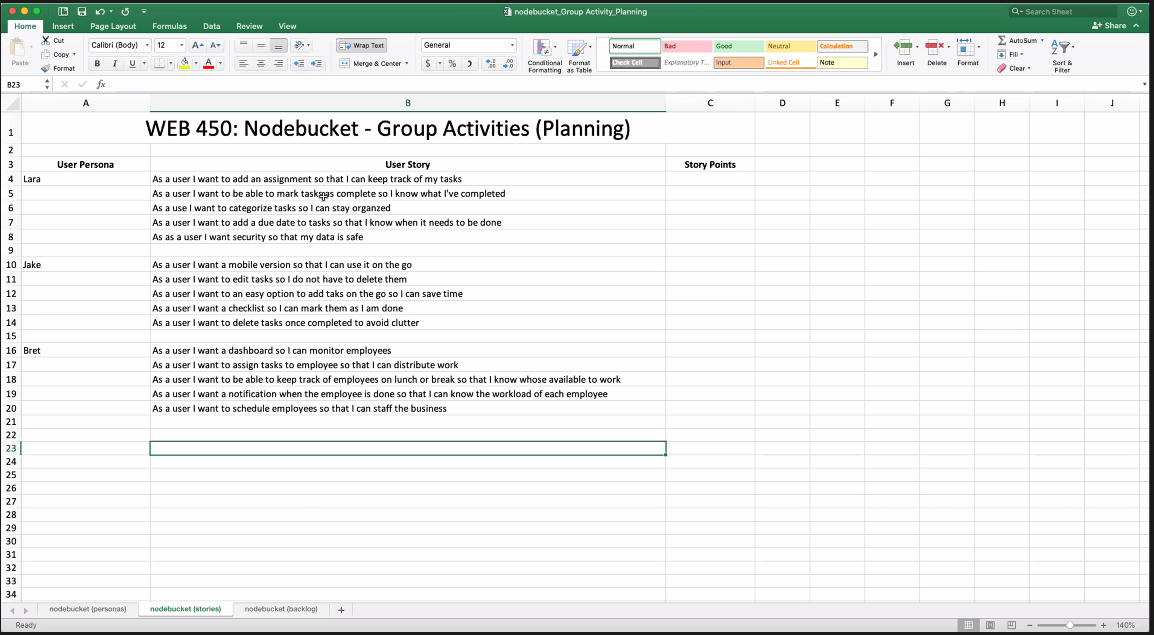 nodebucket_Group Activity_Planning
Search Sheet
Home Insert Page Layout Formulas Data Review View
Share
Paste
Cut
Copy
Format
Calibri (Body) 12 A A
B I U A
Wrap Text
Merge & Center
General
$ % )
Conditional Formatting
Format as Table
Normal Bad Good Neutral Calculation
Check Cell Explanatory T... Input Linked Cell Note
Insert Delete Format
AutoSum
Fill
Clear
Sort & Filter
B23 fx
A B C D E F G H I J
1 WEB 450: Nodebucket - Group Activities (Planning)
2
3 User Persona User Story Story Points
4 Lara As a user I want to add an assignment so that I can keep track of my tasks
5 As a user I want to be able to mark task as complete so I know what I've completed
6 As a use I want to categorize tasks so I can stay organzed
7 As a user I want to add a due date to tasks so that I know when it needs to be done
8 As as a user I want security so that my data is safe
9
10 Jake As a user I want a mobile version so that I can use it on the go
11 As a user I want to edit tasks so I do not have to delete them
12 As a user I want to an easy option to add taks on the go so I can save time
13 As a user I want a checklist so I can mark them as I am done
14 As a user I want to delete tasks once completed to avoid clutter
15
16 Bret As a user I want a dashboard so I can monitor employees
17 As a user I want to assign tasks to employee so that I can distribute work
18 As a user I want to be able to keep track of employees on lunch or break so that I know whose available to work
19 As a user I want a notification when the employee is done so that I can know the workload of each employee
20 As a user I want to schedule employees so that I can staff the business
21
22
23
24
25
26
27
28
29
30
31
32
33
34
nodebucket (personas) nodebucket (stories) nodebucket (backlog) +
Ready 140%